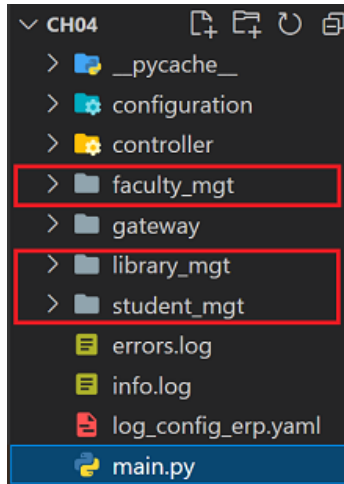 CH04
__pycache__
configuration
controller
faculty_mgt
gateway
library_mgt
student_mgt
errors.log
info.log
log_config_erp.yaml
main.py